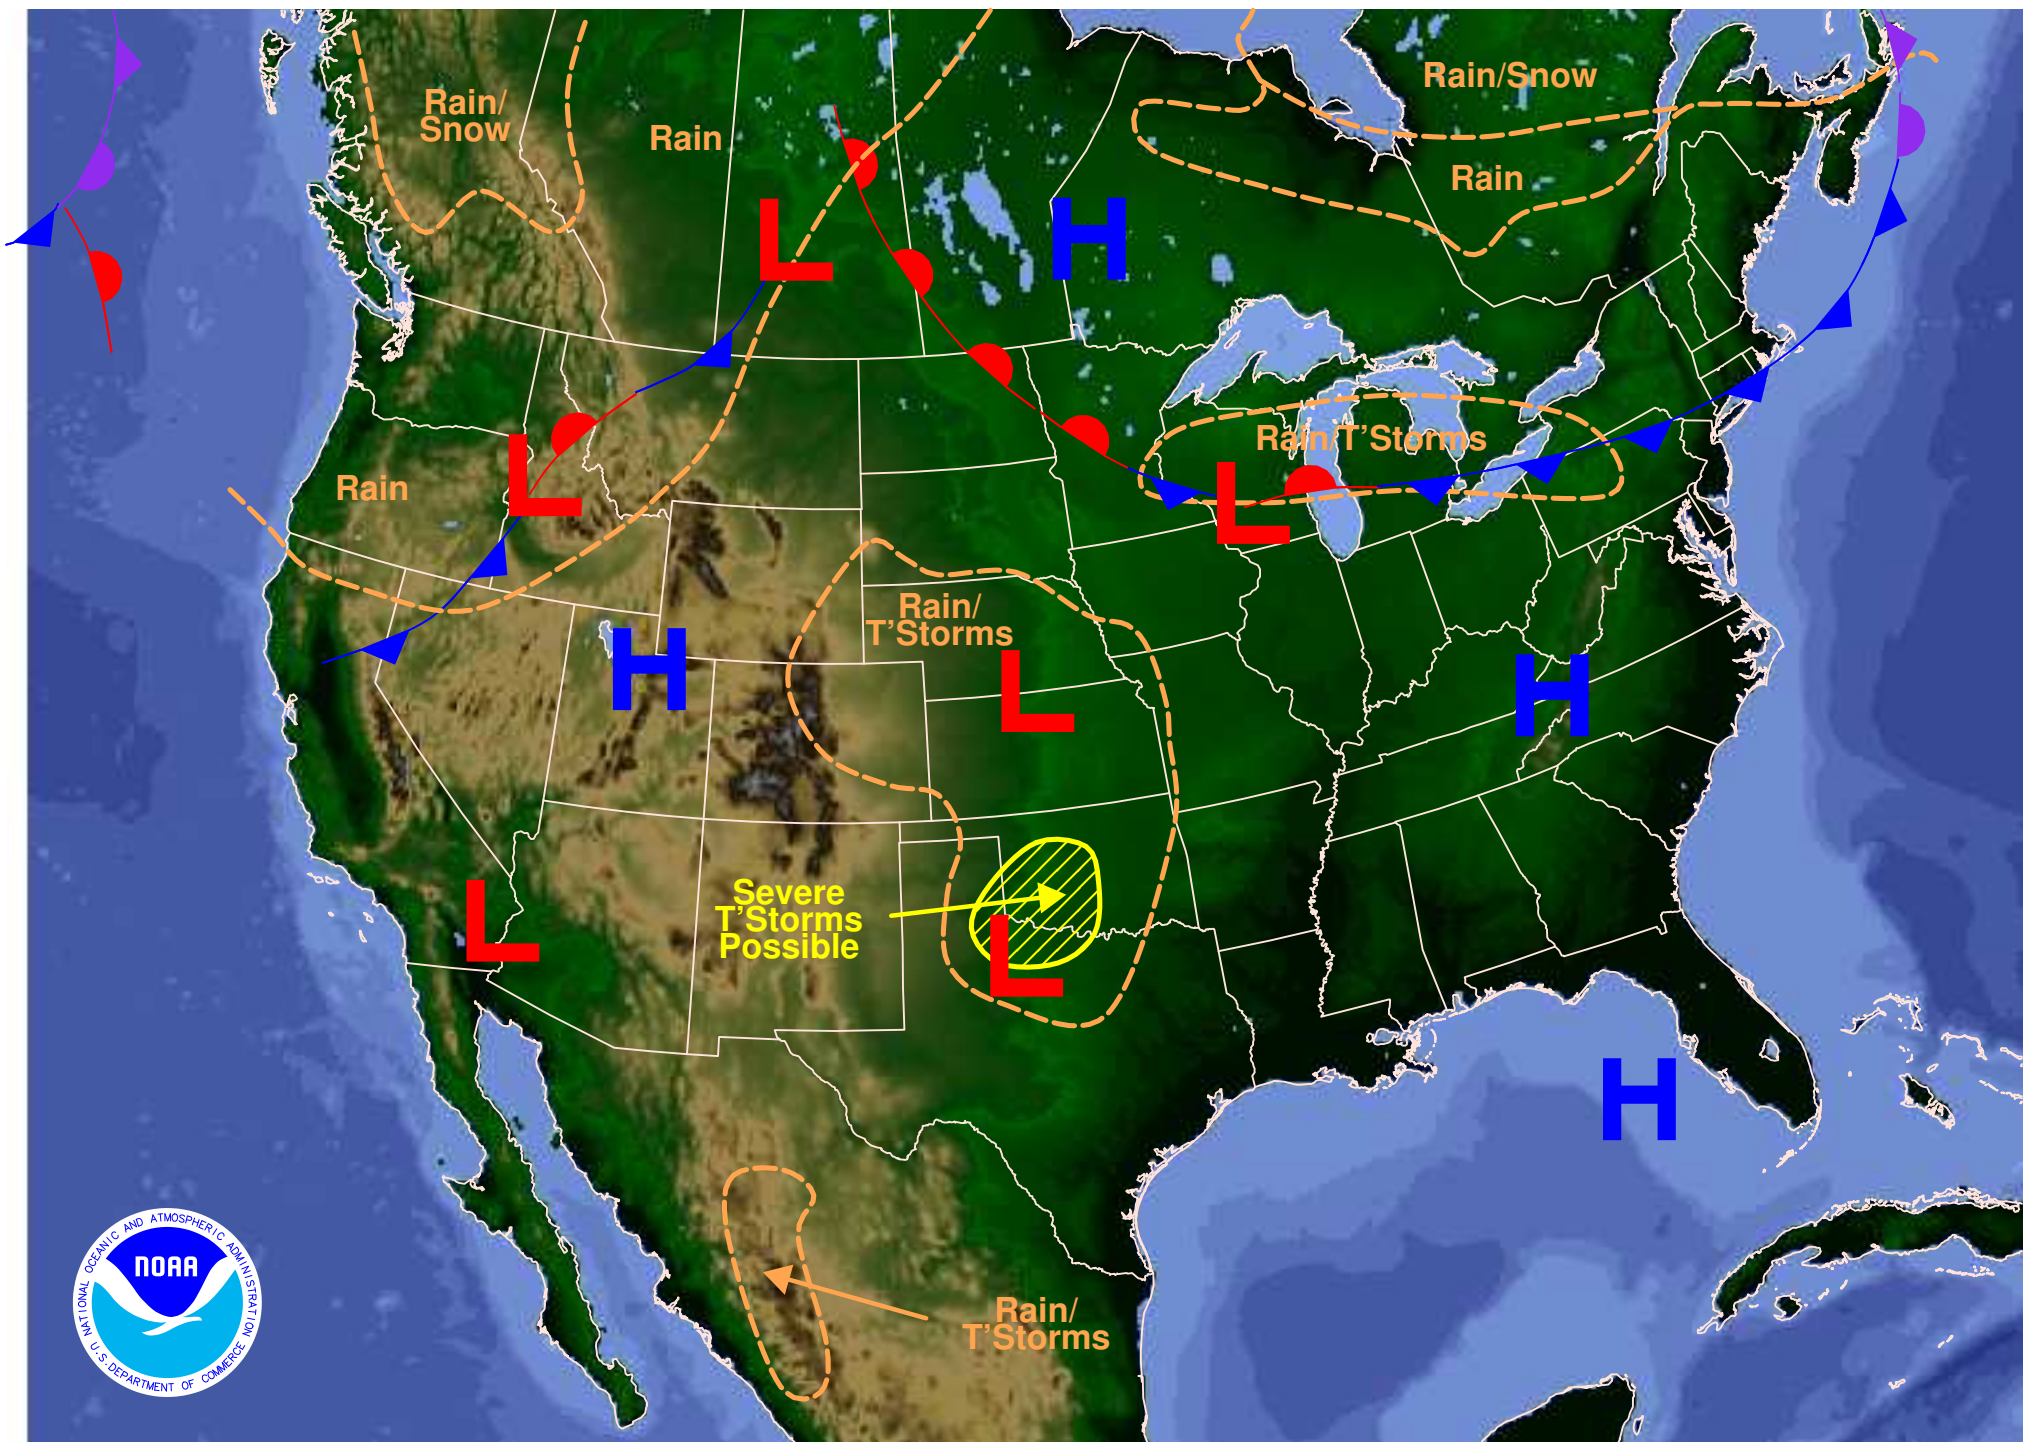 Rain/Snow
Rain/
Snow
Rain
Rain
L
H
Rain/T'Storms
L
Rain
L
Rain/
T'Storms
H
L
H
Severe
T'Storms
Possible
L
L
H
NATIONAL OCEANIC AND ATMOSPHERIC ADMINISTRATION
NOAA
U.S. DEPARTMENT OF COMMERCE
Rain/
T'Storms